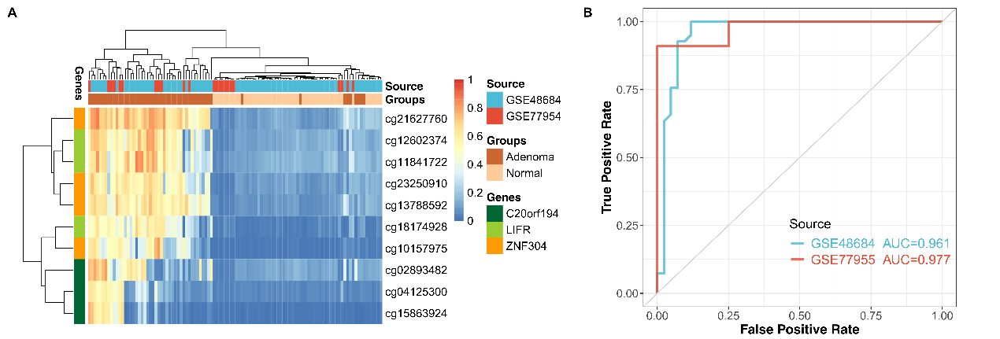 A
Genes
Source
Groups
cg21627760
cg12602374
cg11841722
cg23250910
cg13788592
cg18174928
cg10157975
cg02893482
cg04125300
cg15863924
1
0.8
0.6
0.4
0.2
0
Source
GSE48684
GSE77954
Groups
Adenoma
Normal
Genes
C20orf194
LIFR
ZNF304
B
True Positive Rate
1.00
0.75
0.50
0.25
0.00
Source
GSE48684 AUC=0.961
GSE77955 AUC=0.977
0.00 0.25 0.50 0.75 1.00
False Positive Rate